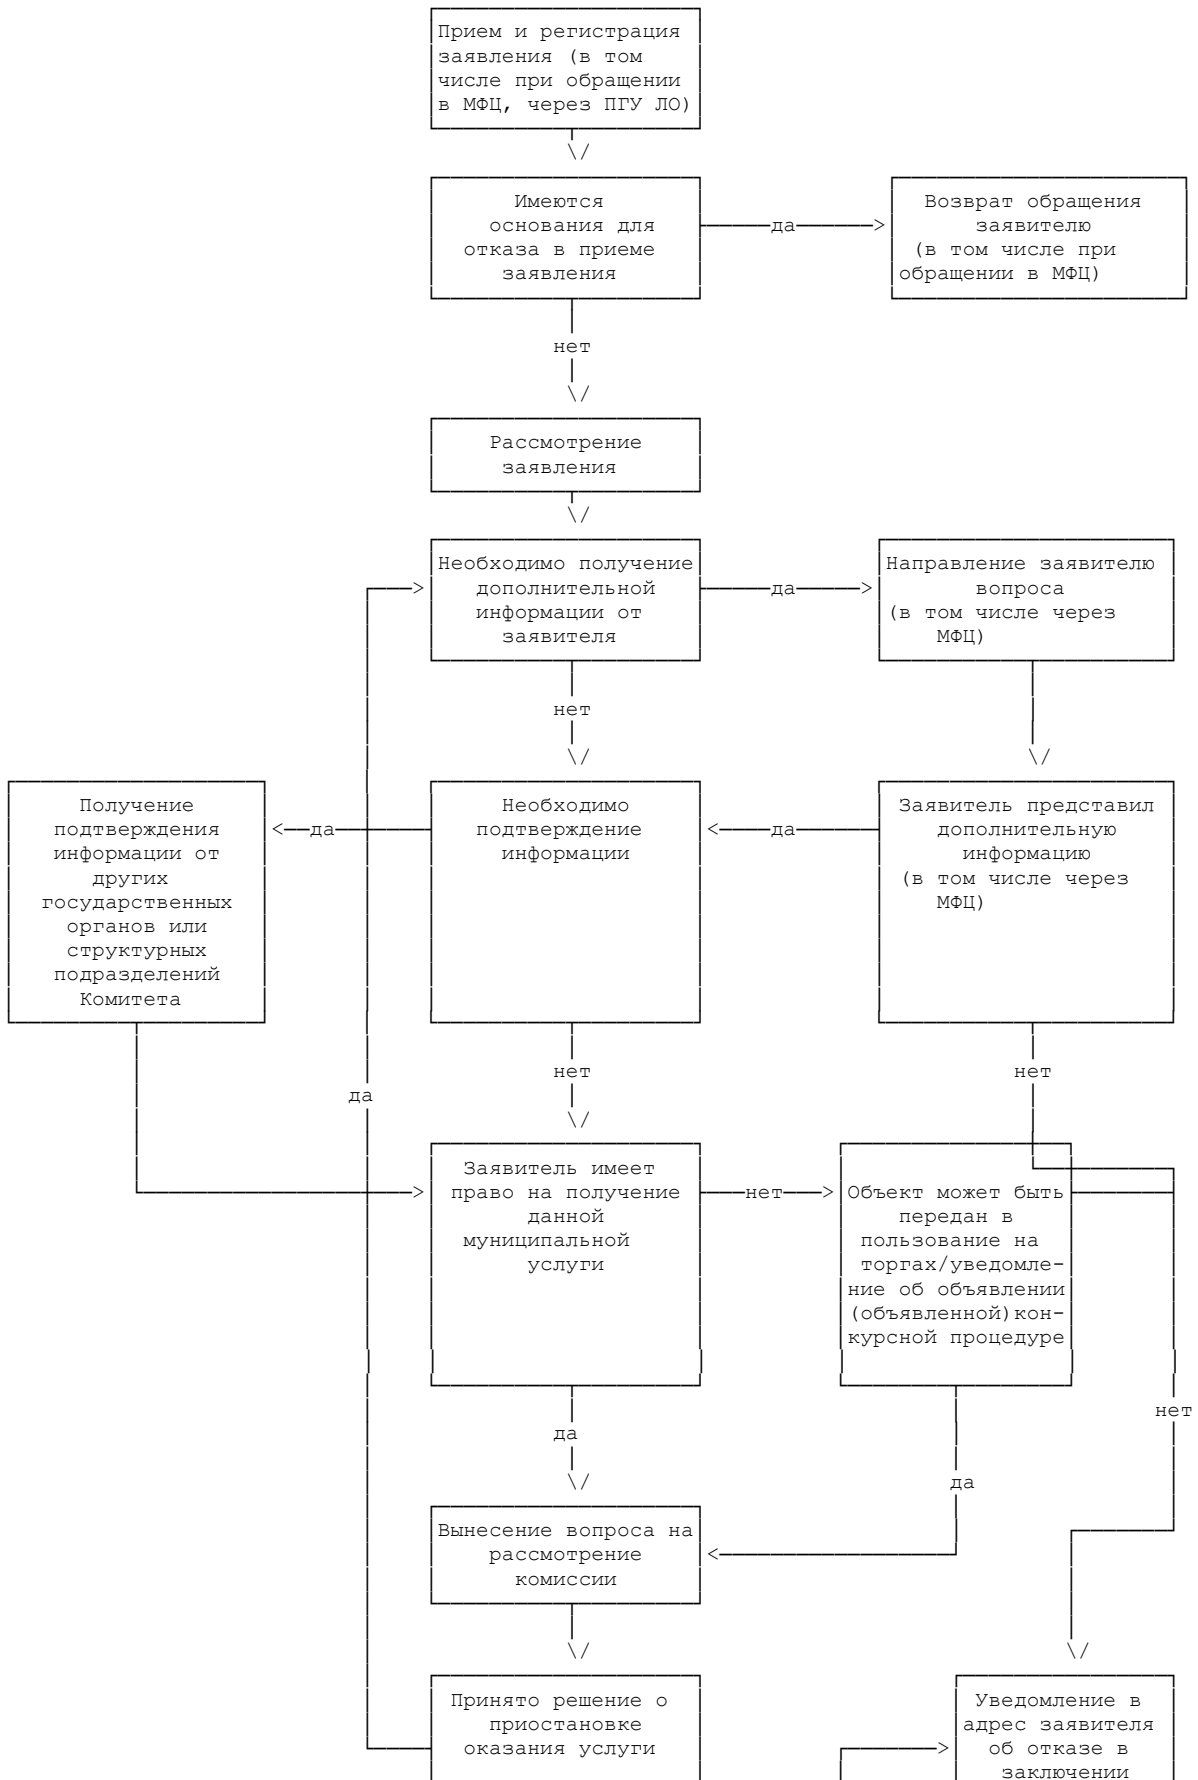 Прием и регистрация
заявления (в том
числе при обращении
в МФЦ, через ПГУ ЛО)
Имеются
основания для
отказа в приеме
заявления
да
Возврат обращения
заявителю
(в том числе при
обращении в МФЦ)
нет
Рассмотрение
заявления
Необходимо получение
дополнительной
информации от
заявителя
да
Направление заявителю
вопроса
(в том числе через
МФЦ)
нет
Получение
подтверждения
информации от
других
государственных
органов или
структурных
подразделений
Комитета
да
Необходимо
подтверждение
информации
да
Заявитель представил
дополнительную
информацию
(в том числе через
МФЦ)
нет
нет
да
Заявитель имеет
право на получение
данной
муниципальной
услуги
нет
Объект может быть
передан в
пользование на
торгах/уведомле-
ние об объявлении
(объявленной)кон-
курсной процедуре
нет
да
да
Вынесение вопроса на
рассмотрение
комиссии
Принято решение о
приостановке
оказания услуги
Уведомление в
адрес заявителя
об отказе в
заключении